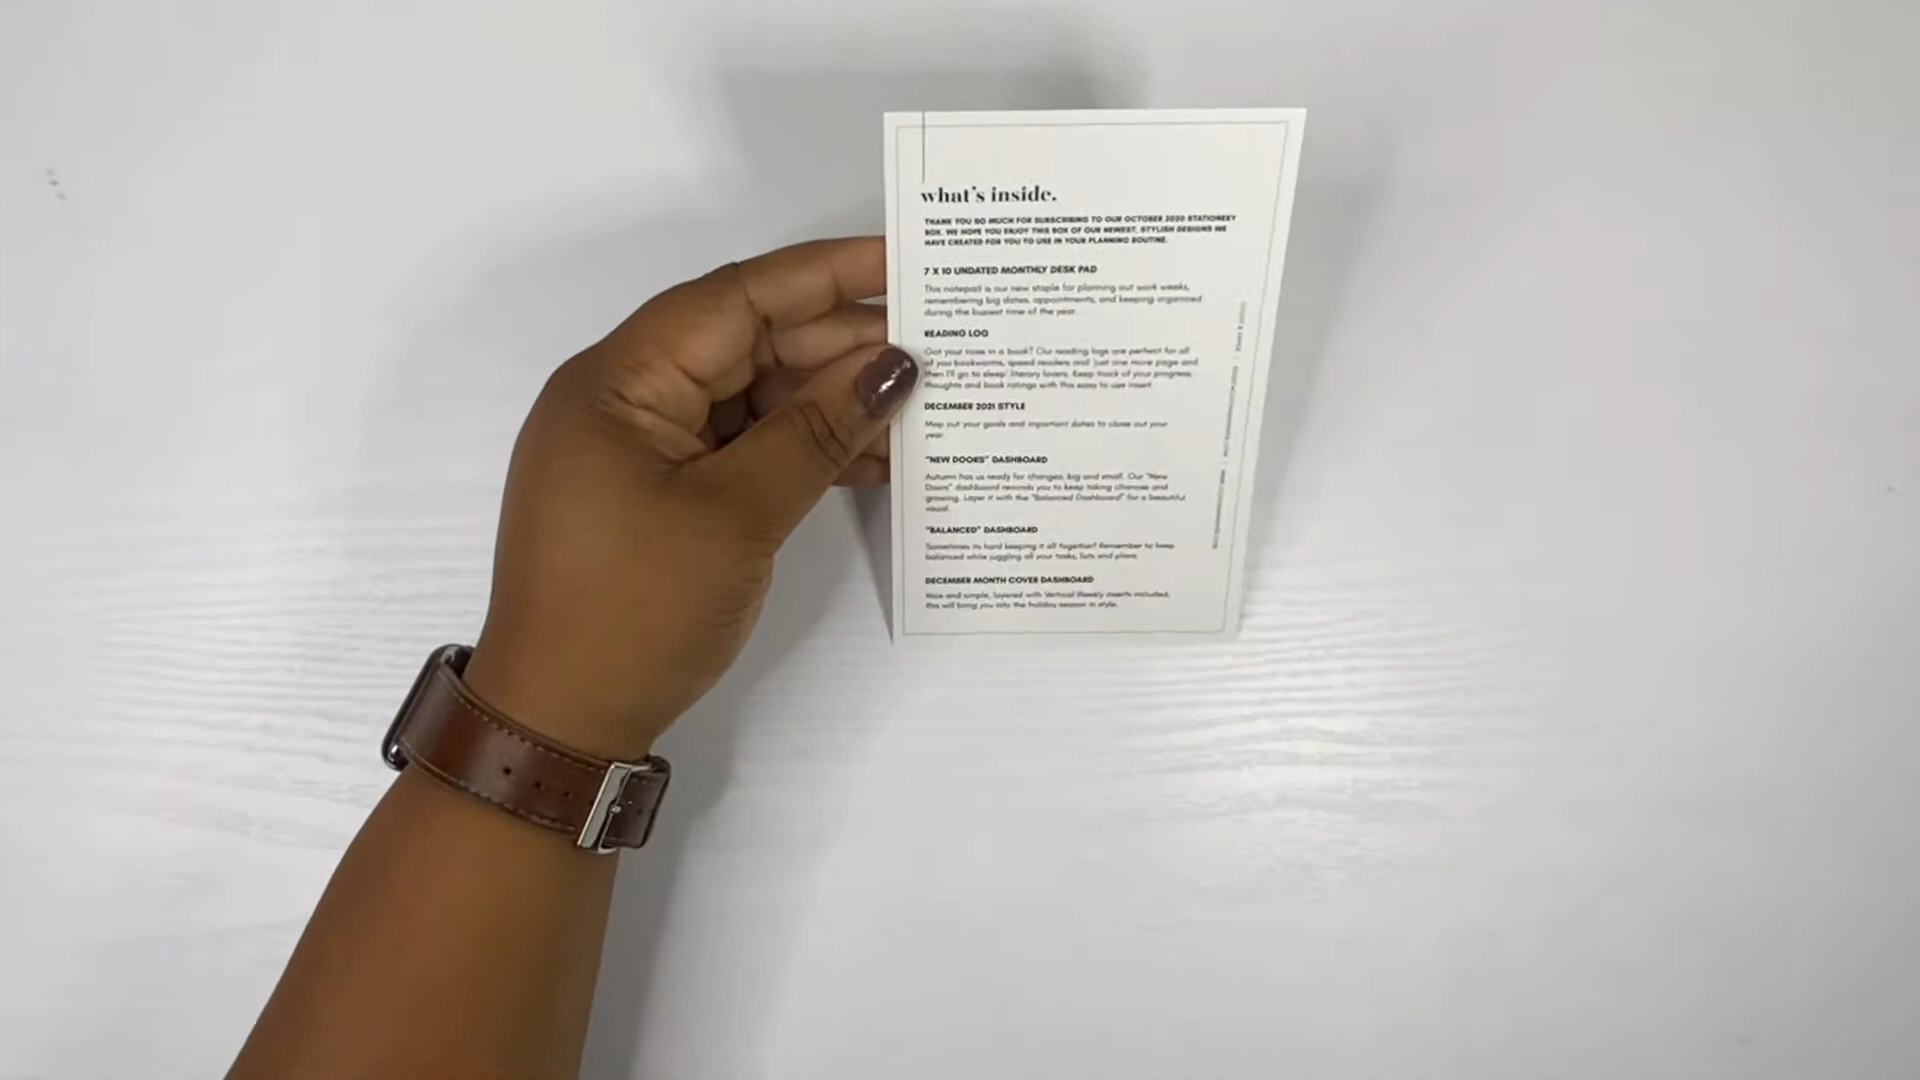 what's inside.
THANK YOU SO MUCH FOR SUBSCRIBING TO OUR OCTOBER 2020 STATIONERY
BOX. WE HOPE YOU ENJOY THIS BOX OF OUR NEWEST, STYLISH DESIGNS WE
HAVE CREATED FOR YOU TO USE IN YOUR PLANNING ROUTINE.
7 X 10 UNDATED MONTHLY DESK PAD
This notepad is our new staple for planning out work weeks,
remembering big dates, appointments, and keeping organized
during the busiest time of the year.
READING LOG
Got your nose in a book? Our reading logs are perfect for all
of you bookworms, speed readers and 'just one more page and
then I'll go to sleep' literary lovers. Keep track of your progress,
thoughts and book ratings with this easy to use insert.
DECEMBER 2021 STYLE
Map out your goals and important dates to close out your
year.
"NEW DOORS" DASHBOARD
Autumn has us ready for changes, big and small. Our "New
Doors" dashboard reminds you to keep taking chances and
growing. Layer it with the "Balanced Dashboard" for a beautiful
visual.
"BALANCED" DASHBOARD
Sometimes its hard keeping it all together! Remember to keep
balanced while juggling all your tasks, lists and plans.
DECEMBER MONTH COVER DASHBOARD
Nice and simple, layered with Vertical Weekly inserts included,
this will bring you into the holiday season in style.